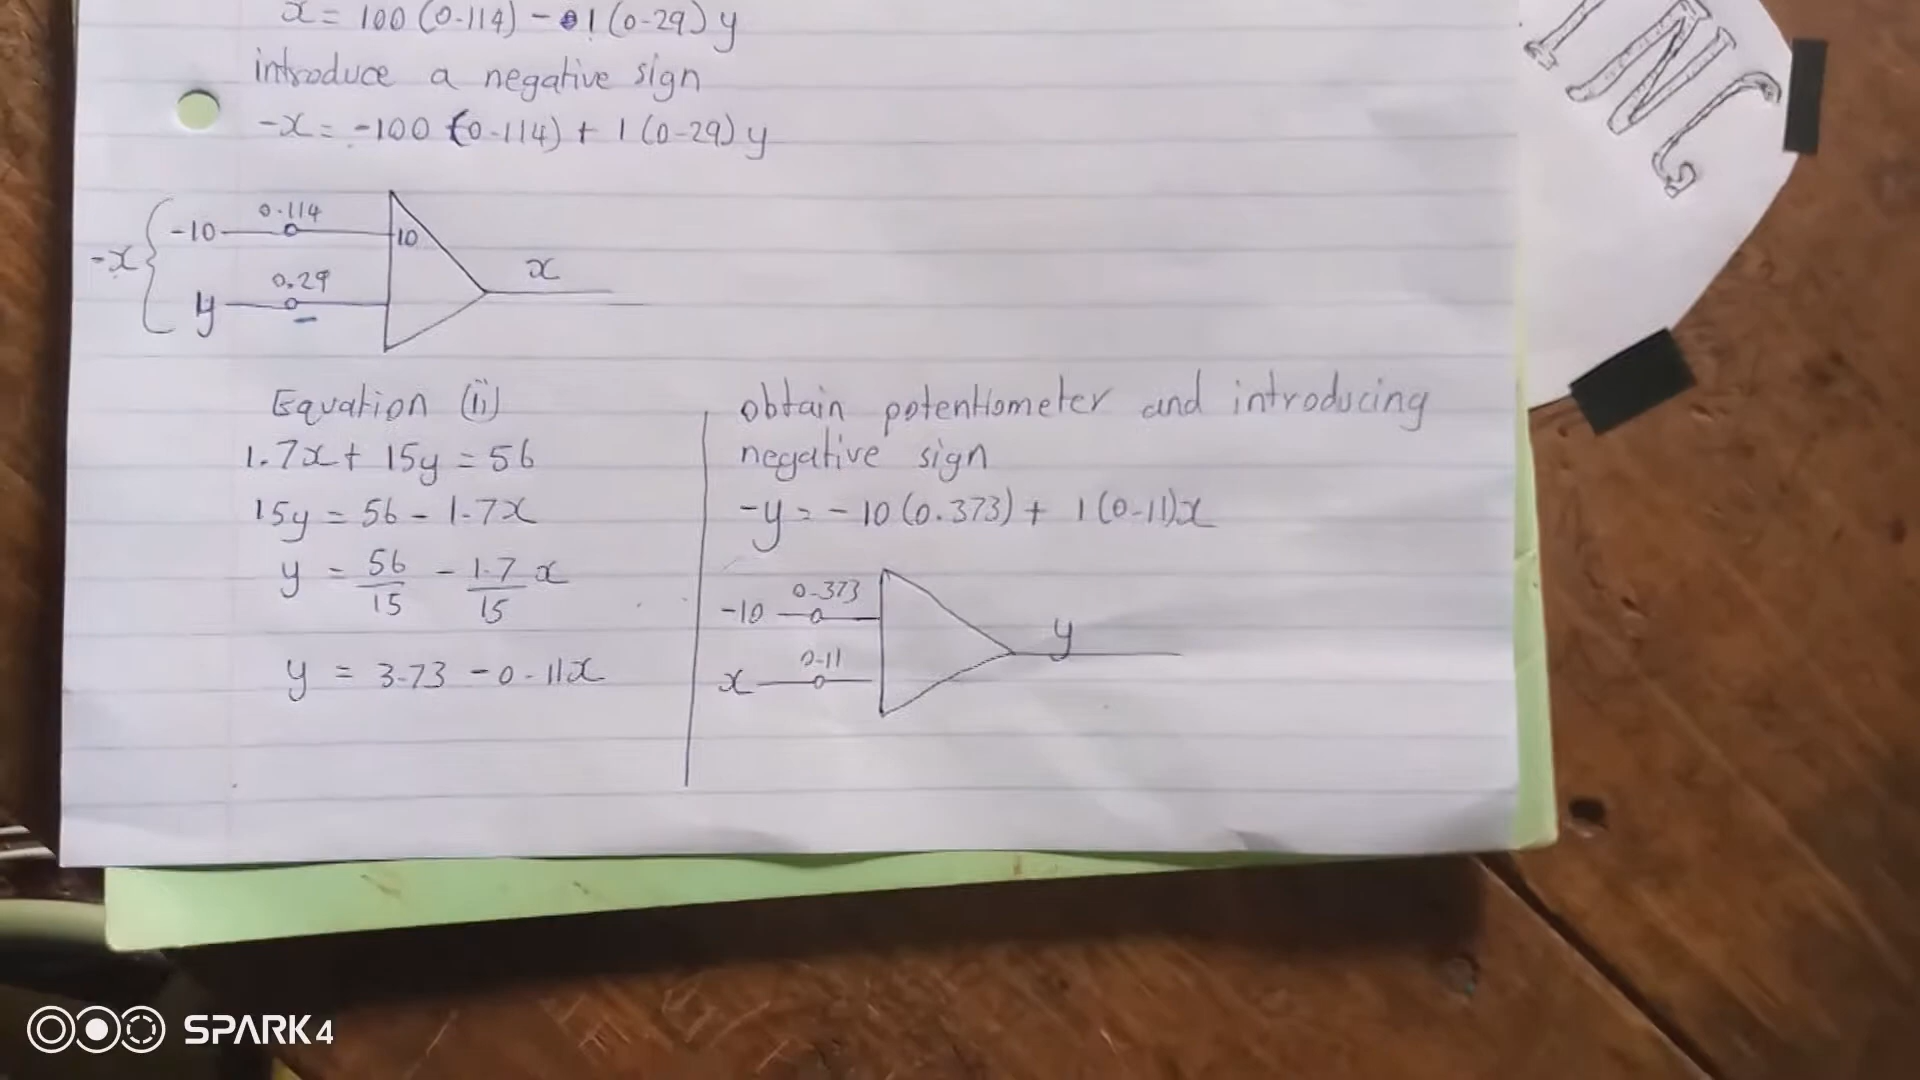 x = 100 (0.114) - 1 (0.29) y
introduce a negative sign
-x = -100 (0.114) + 1 (0.29) y
0.114
-10
10
-x
x
0.29
y
Equation (ii)
1.7x + 15y = 56
15y = 56 - 1.7x
y = 56/15 - 1.7/15 x
y = 3.73 - 0.11x
obtain potentiometer and introducing
negative sign
-y = -10 (0.373) + 1 (0.11)x
0.373
-10
y
0.11
x
INC
SPARK 4